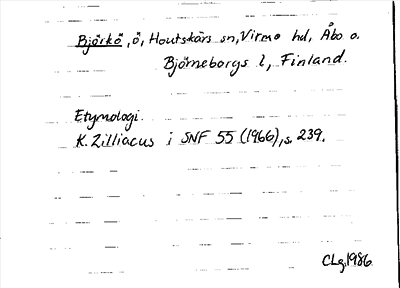 Björkö, ö, Houtskärs sn, Virmo hd, Åbo o.
Björneborgs l, Finland.
Etymologi.
K. Zilliacus i SNF 55 (1966), s. 239.
CLg. 1986.